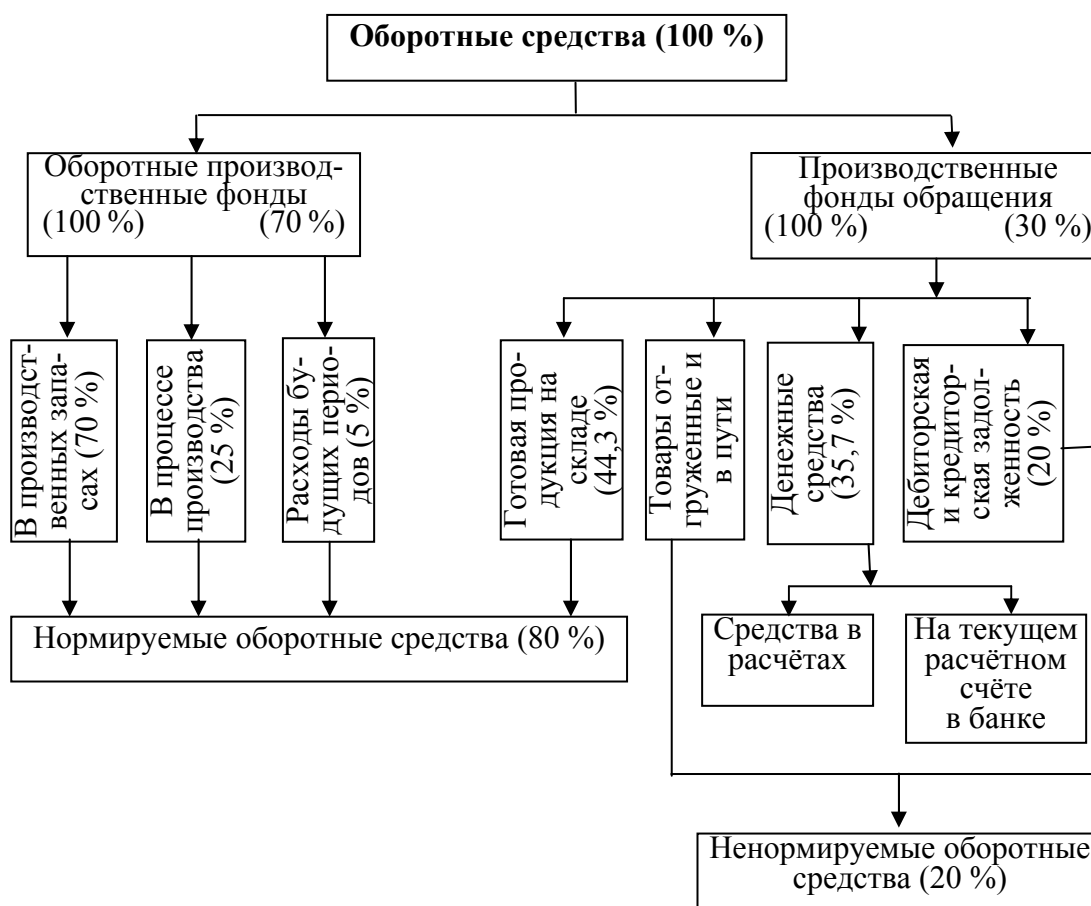 Оборотные средства (100 %)
Оборотные производ-
ственные фонды
(100 %) (70 %)
Производственные
фонды обращения
(100 %) (30 %)
В производст-
венных запа-
сах (70 %)
В процессе
производства
(25 %)
Расходы бу-
дущих перио-
дов (5 %)
Готовая про-
дукция на
складе
(44,3 %)
Товары от-
груженные и
в пути
Денежные
средства
(35,7 %)
Дебиторская
и кредитор-
ская задол-
женность
(20 %)
Нормируемые оборотные средства (80 %)
Средства в
расчётах
На текущем
расчётном
счёте
в банке
Ненормируемые оборотные
средства (20 %)